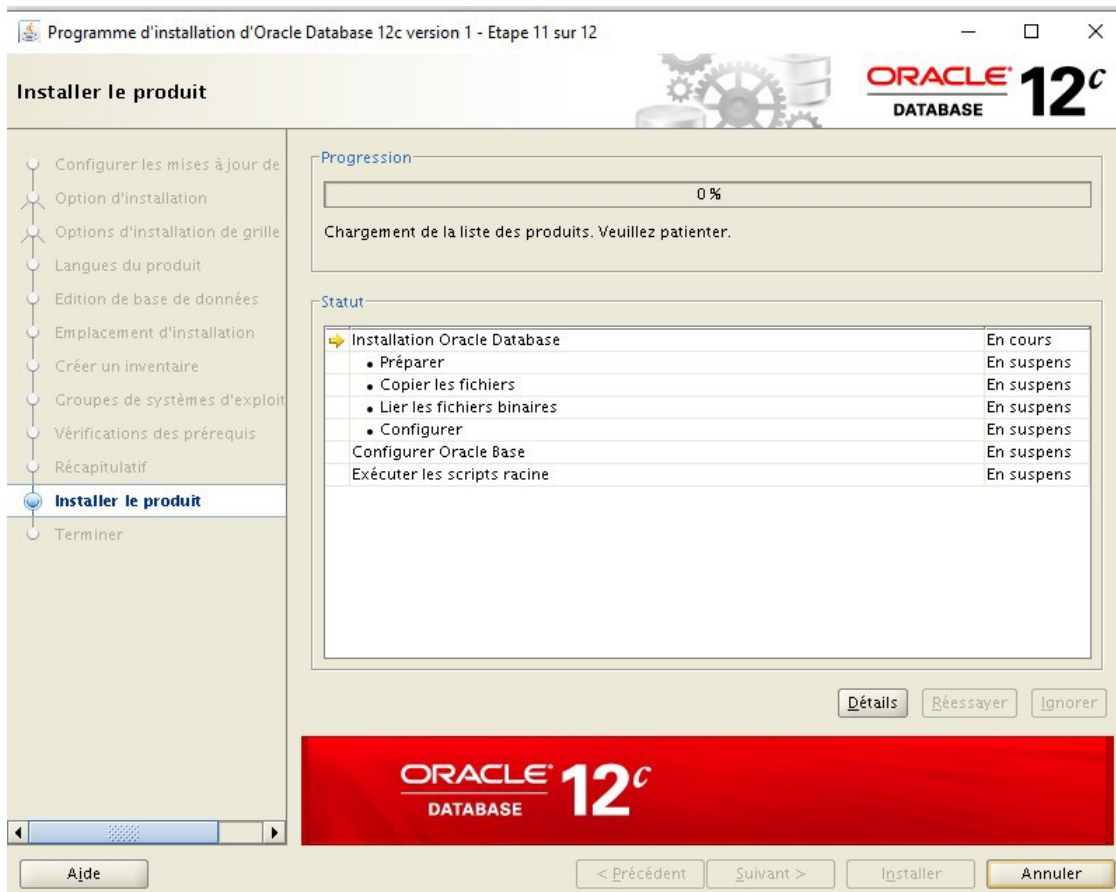 Programme d'installation d'Oracle Database 12c version 1 - Etape 11 sur 12
Installer le produit
ORACLE DATABASE 12c
Configurer les mises à jour de
Option d'installation
Options d'installation de grille
Langues du produit
Edition de base de données
Emplacement d'installation
Créer un inventaire
Groupes de systèmes d'exploit
Vérifications des prérequis
Récapitulatif
Installer le produit
Terminer
Progression
0 %
Chargement de la liste des produits. Veuillez patienter.
Statut
Installation Oracle Database En cours
• Préparer En suspens
• Copier les fichiers En suspens
• Lier les fichiers binaires En suspens
• Configurer En suspens
Configurer Oracle Base En suspens
Exécuter les scripts racine En suspens
Détails Réessayer Ignorer
ORACLE DATABASE 12c
Aide < Précédent Suivant > Installer Annuler